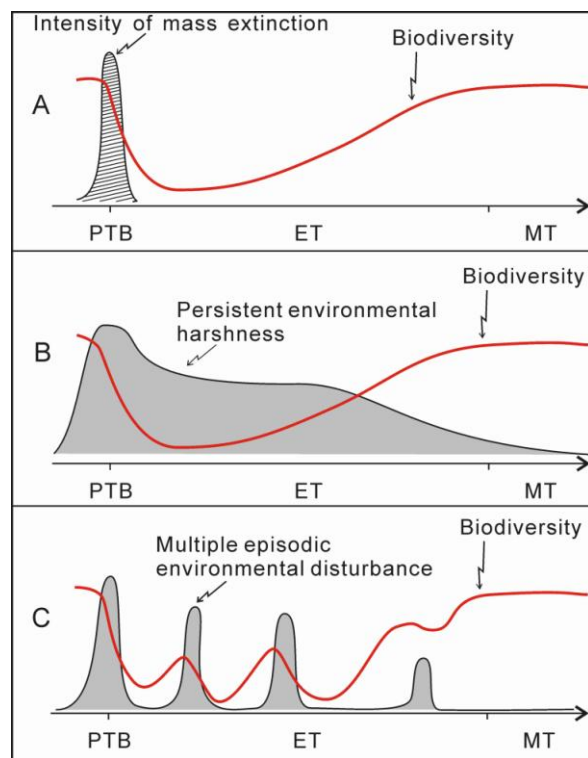 Intensity of mass extinction
Biodiversity
A
PTB ET MT
Biodiversity
Persistent environmental
harshness
B
PTB ET MT
Biodiversity
Multiple episodic
environmental disturbance
C
PTB ET MT